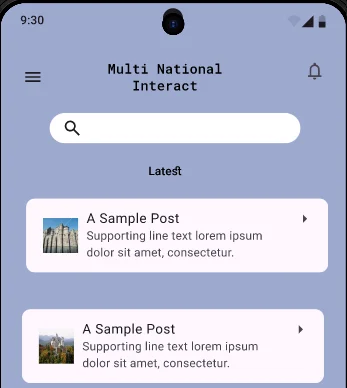 9:30
Multi National
Interact
Latest
A Sample Post
Supporting line text lorem ipsum
dolor sit amet, consectetur.
A Sample Post
Supporting line text lorem ipsum
dolor sit amet, consectetur.